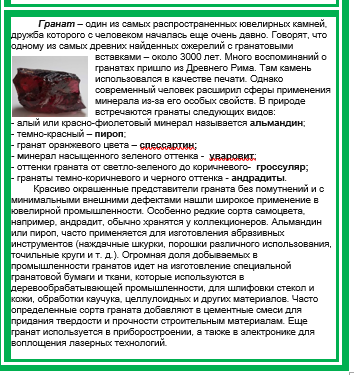 Гранат – один из самых распространенных ювелирных камней,
дружба которого с человеком началась еще очень давно. Говорят, что
одному из самых древних найденных ожерелий с гранатовыми
вставками – около 3000 лет. Много воспоминаний о
гранатах пришло из Древнего Рима. Там камень
использовался в качестве печати. Однако
современный человек расширил сферы применения
минерала из-за его особых свойств. В природе
встречаются гранаты следующих видов:
- алый или красно-фиолетовый минерал называется альмандин;
- темно-красный – пироп;
- гранат оранжевого цвета – спессартин;
- минерал насыщенного зеленого оттенка - уваровит;
- оттенки граната от светло-зеленого до коричневого- гроссуляр;
- гранаты темно-коричневого и черного оттенка - андрадиты.
Красиво окрашенные представители граната без помутнений и с
минимальными внешними дефектами нашли широкое применение в
ювелирной промышленности. Особенно редкие сорта самоцвета,
например, андрадит, обычно хранятся у коллекционеров. Альмандин
или пироп, часто применяется для изготовления абразивных
инструментов (наждачные шкурки, порошки различного использования,
точильные круги и т. д.). Огромная доля добываемых в
промышленности гранатов идет на изготовление специальной
гранатовой бумаги и ткани, которые используются в
деревообрабатывающей промышленности, для шлифовки стекол и
кожи, обработки каучука, целлулоидных и других материалов. Часто
определенные сорта граната добавляют в цементные смеси для
придания твердости и прочности строительным материалам. Еще
гранат используется в приборостроении, а также в электронике для
воплощения лазерных технологий.